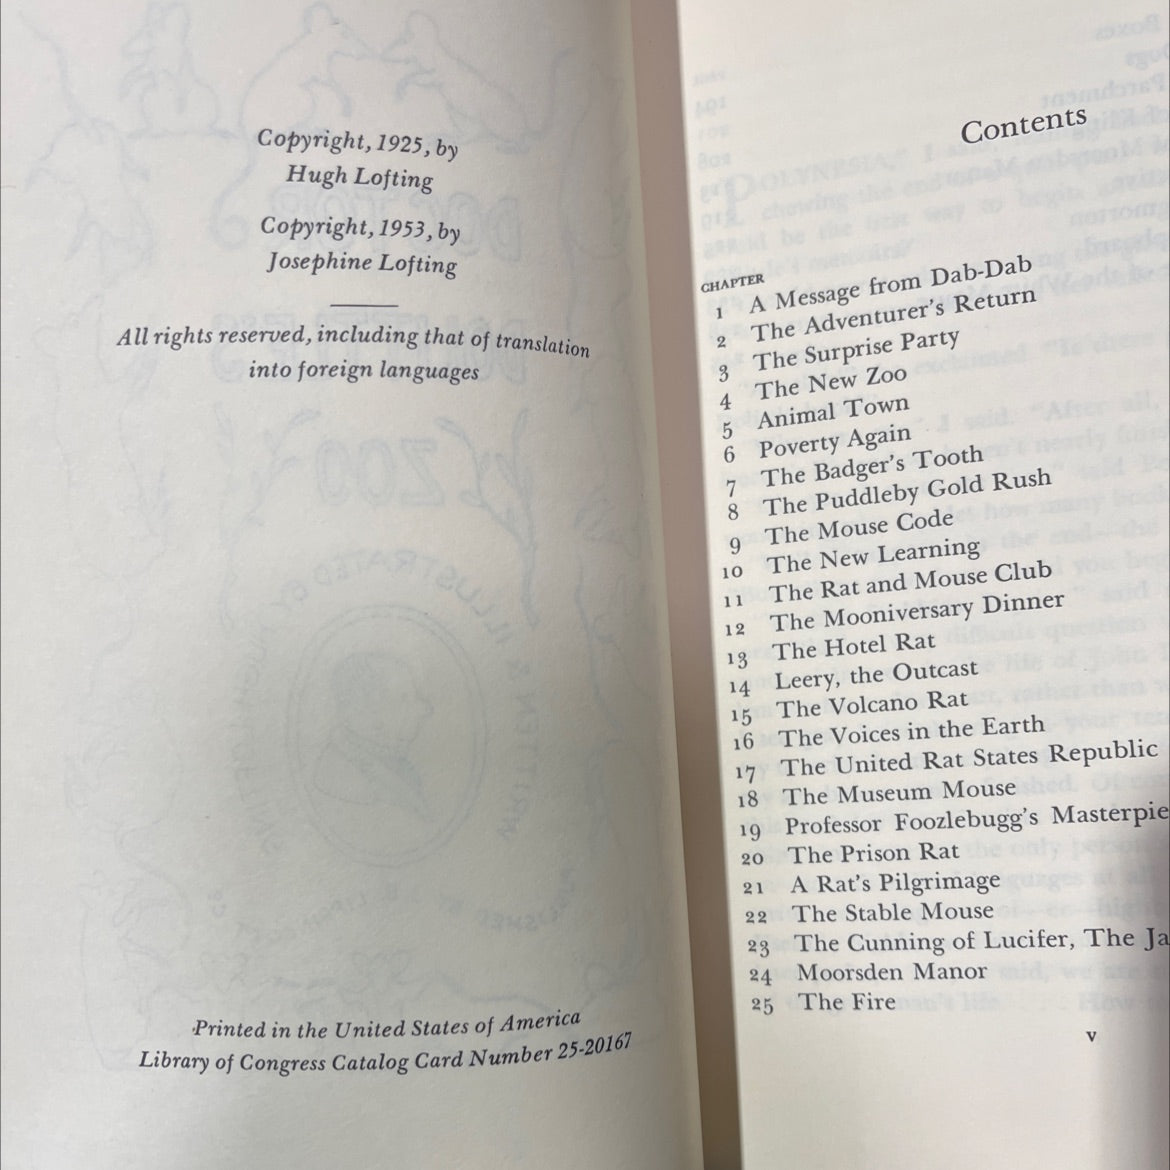 Copyright, 1925, by
Hugh Lofting
Copyright, 1953, by
Josephine Lofting
All rights reserved, including that of translation
into foreign languages
Printed in the United States of America
Library of Congress Catalog Card Number 25-20167
Contents
CHAPTER
1 A Message from Dab-Dab
2 The Adventurer's Return
3 The Surprise Party
4 The New Zoo
5 Animal Town
6 Poverty Again
7 The Badger's Tooth
8 The Puddleby Gold Rush
9 The Mouse Code
10 The New Learning
11 The Rat and Mouse Club
12 The Mooniversary Dinner
13 The Hotel Rat
14 Leery, the Outcast
15 The Volcano Rat
16 The Voices in the Earth
17 The United Rat States Republic
18 The Museum Mouse
19 Professor Foozlebugg's Masterpie
20 The Prison Rat
21 A Rat's Pilgrimage
22 The Stable Mouse
23 The Cunning of Lucifer, The Ja
24 Moorsden Manor
25 The Fire
v